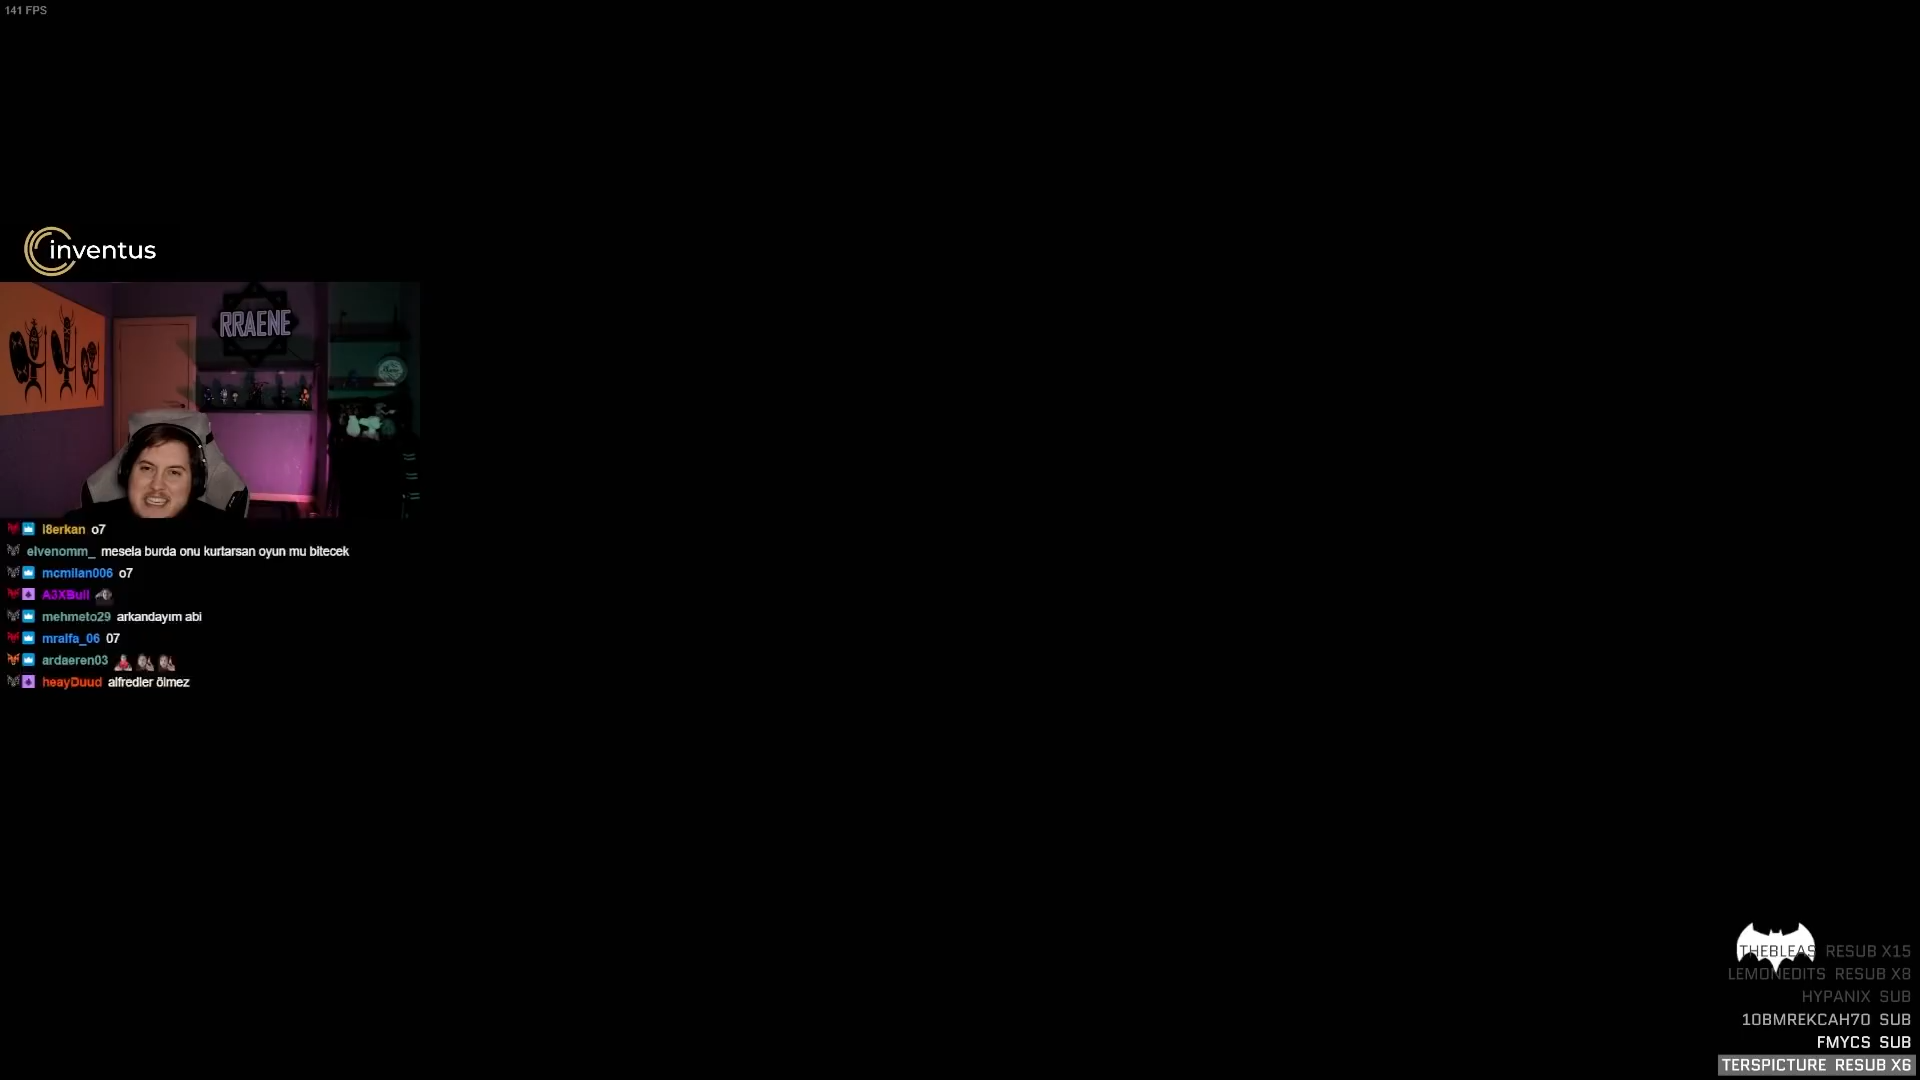 141 FPS
inventus
RRAENE
l8erkan o7
elvenomm_ mesela burda onu kurtarsan oyun mu bitecek
mcmilan006 o7
A3XBull
mehmeto29 arkandayım abi
mralfa_06 07
ardaeren03
heayDuud alfredler ölmez
THEBLEAS RESUB X15
LEMONEDITS RESUB X8
HYPANIX SUB
10BMREKCAH70 SUB
FMYCS SUB
TERSPICTURE RESUB X6